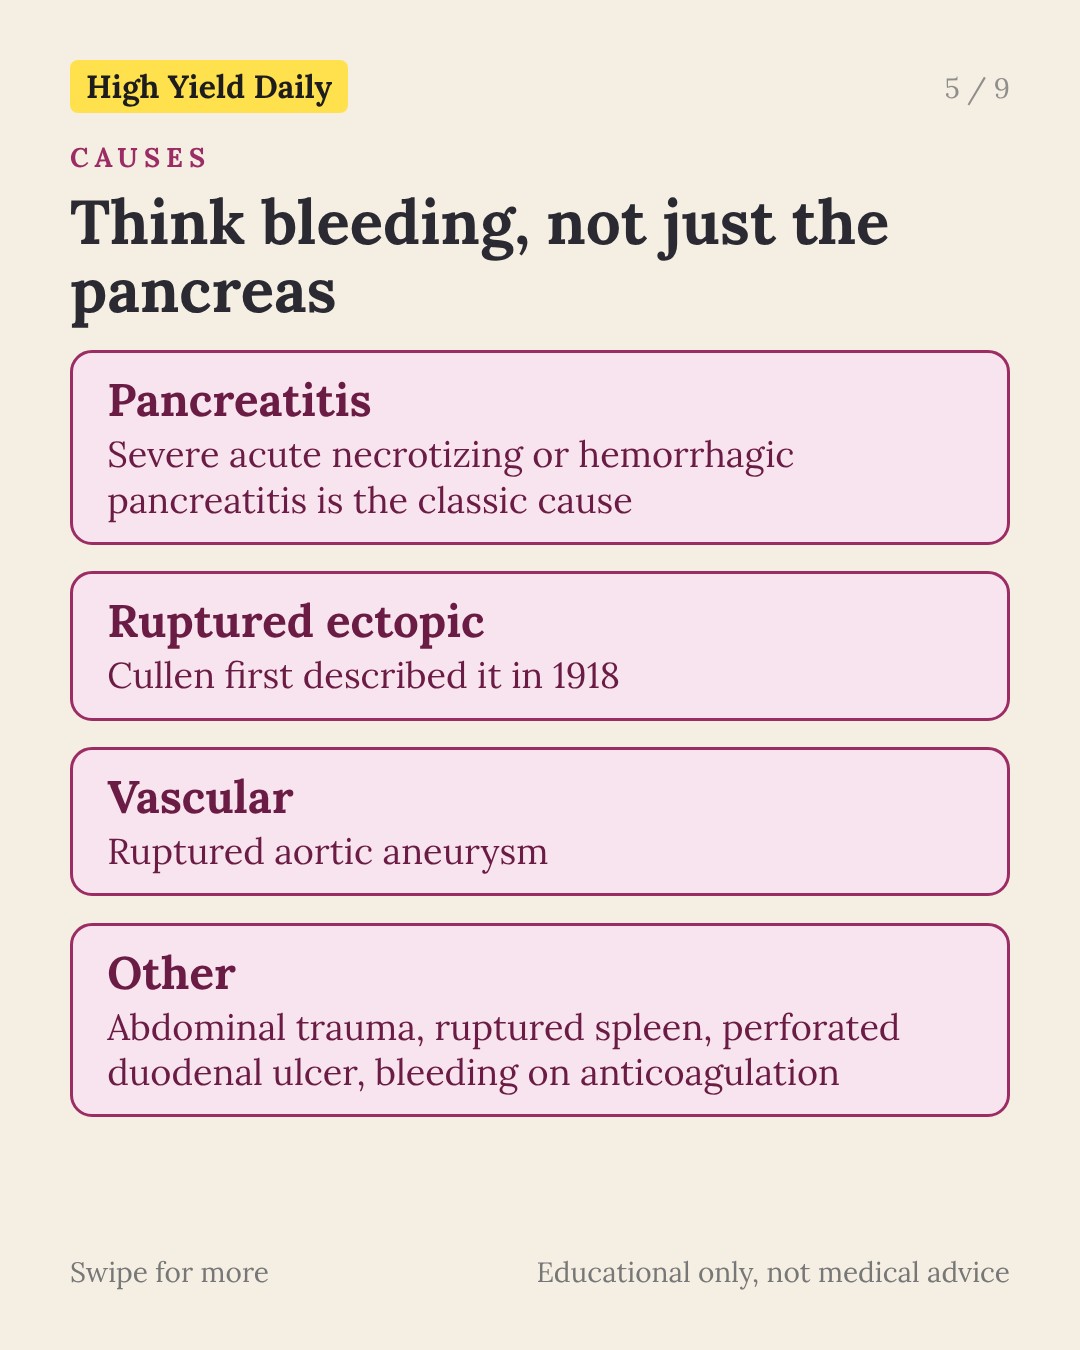 High Yield Daily
5 / 9
CAUSES
Think bleeding, not just the
pancreas
Pancreatitis
Severe acute necrotizing or hemorrhagic
pancreatitis is the classic cause
Ruptured ectopic
Cullen first described it in 1918
Vascular
Ruptured aortic aneurysm
Other
Abdominal trauma, ruptured spleen, perforated
duodenal ulcer, bleeding on anticoagulation
Swipe for more
Educational only, not medical advice